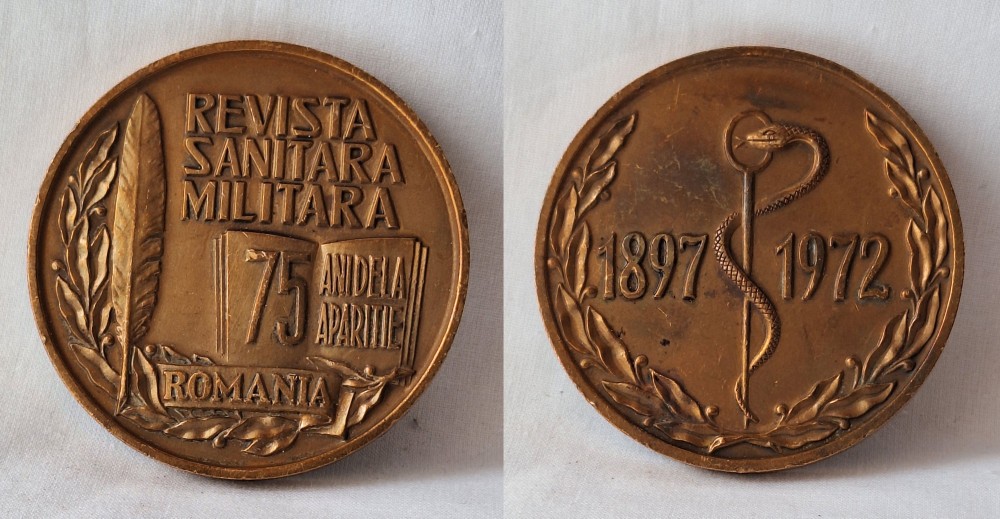 REVISTA
SANITARA
MILITARA
75 ANI DE LA
APARITIE
ROMANIA
1897 1972